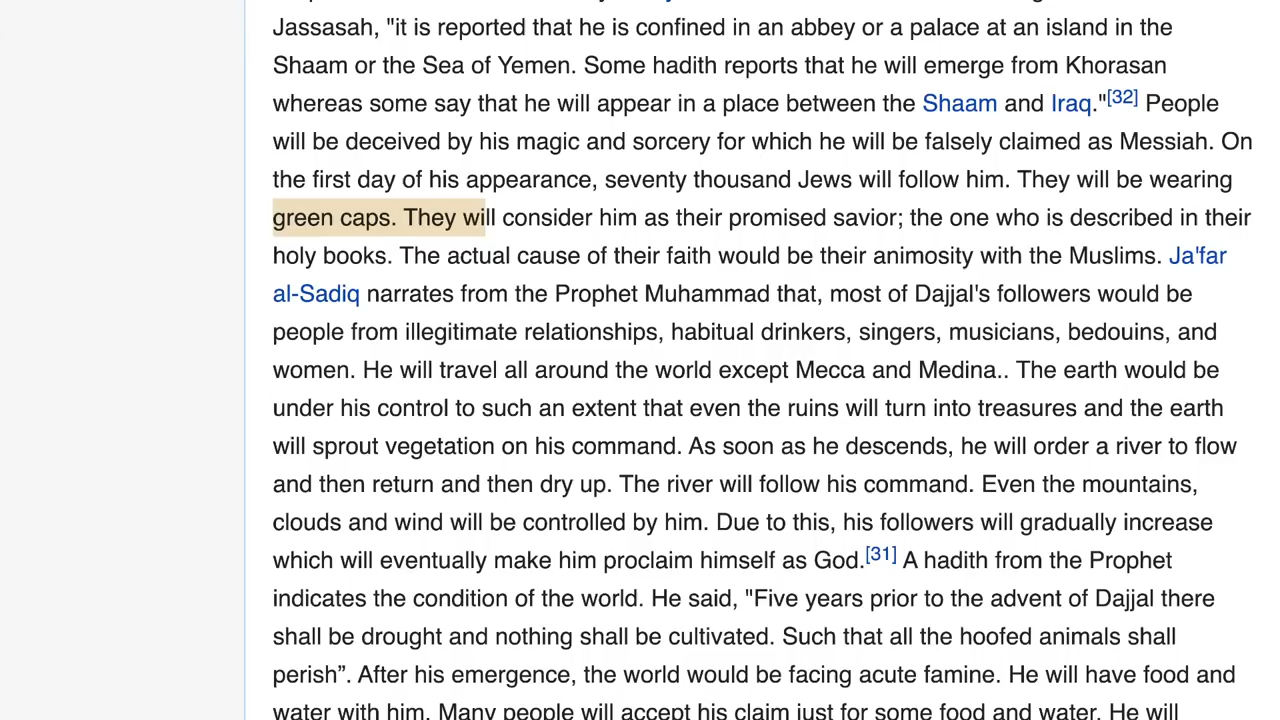 Jassasah, "it is reported that he is confined in an abbey or a palace at an island in the
Shaam or the Sea of Yemen. Some hadith reports that he will emerge from Khorasan
whereas some say that he will appear in a place between the Shaam and Iraq."[32] People
will be deceived by his magic and sorcery for which he will be falsely claimed as Messiah. On
the first day of his appearance, seventy thousand Jews will follow him. They will be wearing
green caps. They will consider him as their promised savior; the one who is described in their
holy books. The actual cause of their faith would be their animosity with the Muslims. Ja'far
al-Sadiq narrates from the Prophet Muhammad that, most of Dajjal's followers would be
people from illegitimate relationships, habitual drinkers, singers, musicians, bedouins, and
women. He will travel all around the world except Mecca and Medina.. The earth would be
under his control to such an extent that even the ruins will turn into treasures and the earth
will sprout vegetation on his command. As soon as he descends, he will order a river to flow
and then return and then dry up. The river will follow his command. Even the mountains,
clouds and wind will be controlled by him. Due to this, his followers will gradually increase
which will eventually make him proclaim himself as God.[31] A hadith from the Prophet
indicates the condition of the world. He said, "Five years prior to the advent of Dajjal there
shall be drought and nothing shall be cultivated. Such that all the hoofed animals shall
perish”. After his emergence, the world would be facing acute famine. He will have food and
water with him. Many people will accept his claim just for some food and water. He will